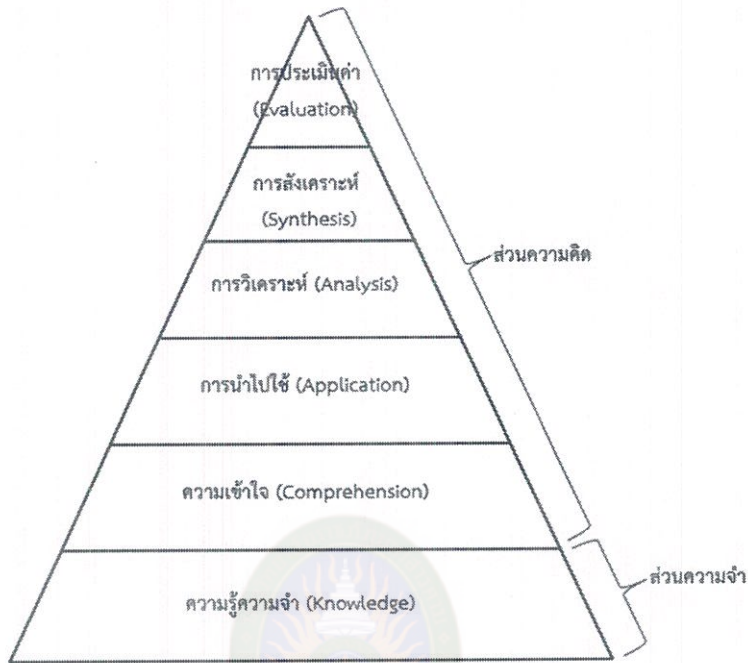 การประเมินค่า
(Evaluation)
การสังเคราะห์
(Synthesis)
ส่วนความคิด
การวิเคราะห์ (Analysis)
การนำไปใช้ (Application)
ความเข้าใจ (Comprehension)
ส่วนความจำ
ความรู้ความจำ (Knowledge)